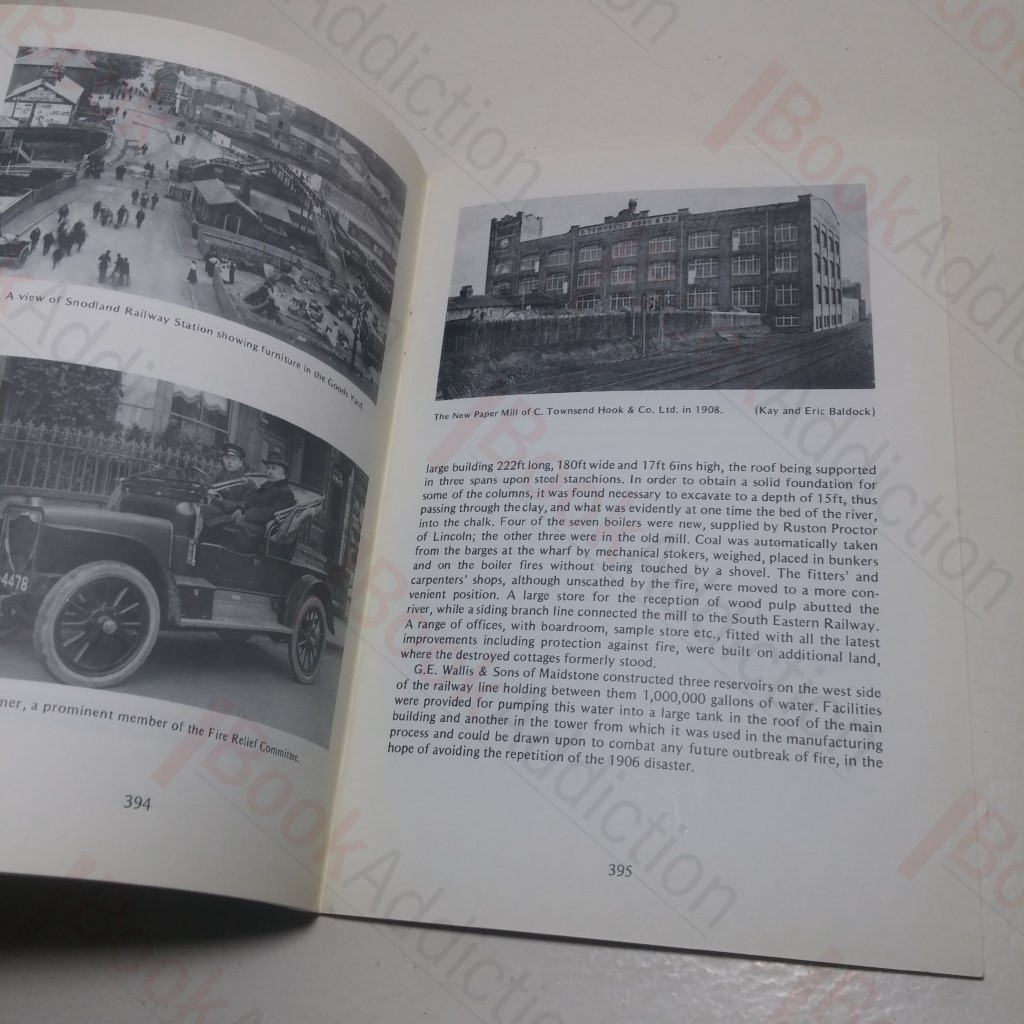 A view of Snodland Railway Station showing furniture in the Goods Yard.
4478
a prominent member of the Fire Relief Committee.
394
TOWNSEND HOOK & CO
The New Paper Mill of C. Townsend Hook & Co. Ltd. in 1908. (Kay and Eric Baldock)
large building 222ft long, 180ft wide and 17ft 6ins high, the roof being supported
in three spans upon steel stanchions. In order to obtain a solid foundation for
some of the columns, it was found necessary to excavate to a depth of 15ft, thus
passing through the clay, and what was evidently at one time the bed of the river,
into the chalk. Four of the seven boilers were new, supplied by Ruston Proctor
of Lincoln; the other three were in the old mill. Coal was automatically taken
from the barges at the wharf by mechanical stokers, weighed, placed in bunkers
and on the boiler fires without being touched by a shovel. The fitters' and
carpenters' shops, although unscathed by the fire, were moved to a more con-
venient position. A large store for the reception of wood pulp abutted the
river, while a siding branch line connected the mill to the South Eastern Railway.
A range of offices, with boardroom, sample store etc., fitted with all the latest
improvements including protection against fire, were built on additional land,
where the destroyed cottages formerly stood.
G.E. Wallis & Sons of Maidstone constructed three reservoirs on the west side
of the railway line holding between them 1,000,000 gallons of water. Facilities
were provided for pumping this water into a large tank in the roof of the main
building and another in the tower from which it was used in the manufacturing
process and could be drawn upon to combat any future outbreak of fire, in the
hope of avoiding the repetition of the 1906 disaster.
395
BookAddiction